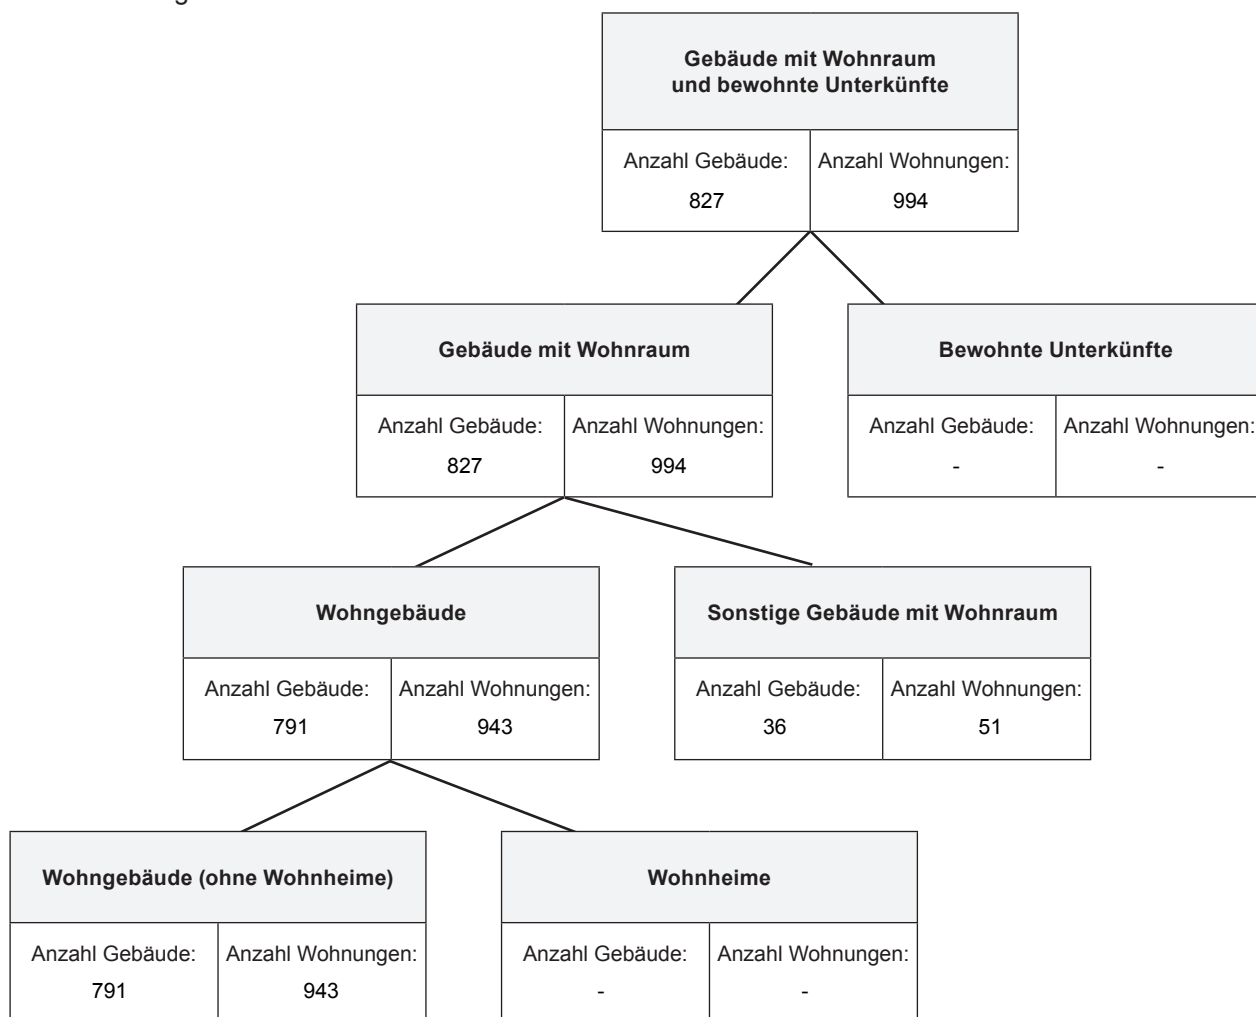 Gebäude mit Wohnraum
und bewohnte Unterkünfte
Anzahl Gebäude:
827
Anzahl Wohnungen:
994
Gebäude mit Wohnraum
Anzahl Gebäude:
827
Anzahl Wohnungen:
994
Bewohnte Unterkünfte
Anzahl Gebäude:
-
Anzahl Wohnungen:
-
Wohngebäude
Anzahl Gebäude:
791
Anzahl Wohnungen:
943
Sonstige Gebäude mit Wohnraum
Anzahl Gebäude:
36
Anzahl Wohnungen:
51
Wohngebäude (ohne Wohnheime)
Anzahl Gebäude:
791
Anzahl Wohnungen:
943
Wohnheime
Anzahl Gebäude:
-
Anzahl Wohnungen:
-